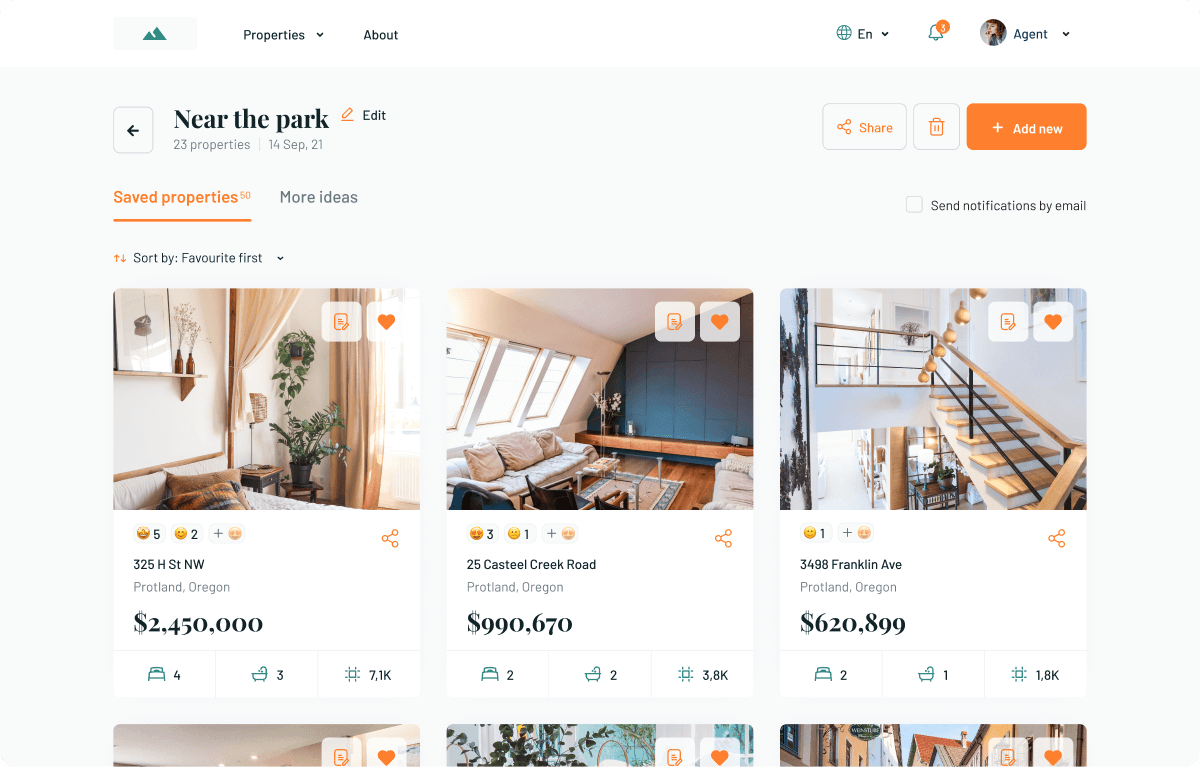 Properties
About
En
3
Agent
Near the park
Edit
23 properties
14 Sep, 21
Share
+ Add new
Saved properties 50
More ideas
Send notifications by email
Sort by: Favourite first
5
2
+
325 H St NW
Protland, Oregon
$2,450,000
4
3
7,1K
3
1
+
25 Casteel Creek Road
Protland, Oregon
$990,670
2
2
3,8K
1
+
3498 Franklin Ave
Protland, Oregon
$620,899
2
1
1,8K